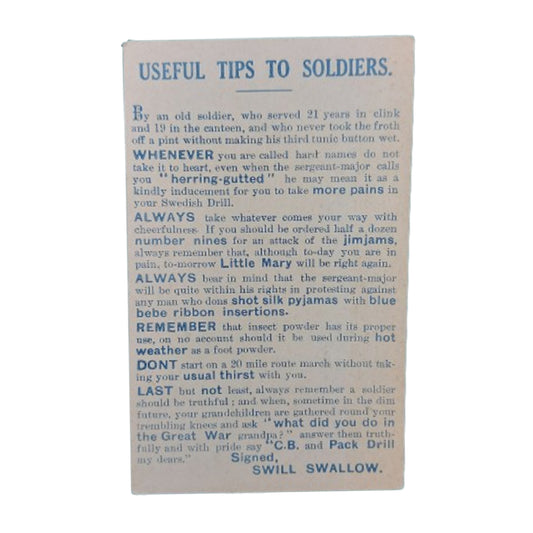 USEFUL TIPS TO SOLDIERS.
By an old soldier, who served 21 years in clink
and 19 in the canteen, and who never took the froth
off a pint without making his third tunic button wet.
WHENEVER you are called hard names do not
take it to heart, even when the sergeant-major calls
you "herring-gutted" he may mean it as a
kindly inducement for you to take more pains in
your Swedish Drill.
ALWAYS take whatever comes your way with
cheerfulness. If you should be ordered half a dozen
number nines for an attack of the jimjams,
always remember that, although to-day you are in
pain, to-morrow Little Mary will be right again.
ALWAYS bear in mind that the sergeant-major
will be quite within his rights in protesting against
any man who dons shot silk pyjamas with blue
bebe ribbon insertions.
REMEMBER that insect powder has its proper
use, on no account should it be used during hot
weather as a foot powder.
DONT start on a 20 mile route march without tak-
ing your usual thirst with you.
LAST but not least, always remember a soldier
should be truthful; and when, sometime in the dim
future, your grandchildren are gathered round your
trembling knees and ask "what did you do in
the Great War grandpa?" answer them truth-
fully and with pride say "C.B. and Pack Drill
my dears." Signed,
SWILL SWALLOW.